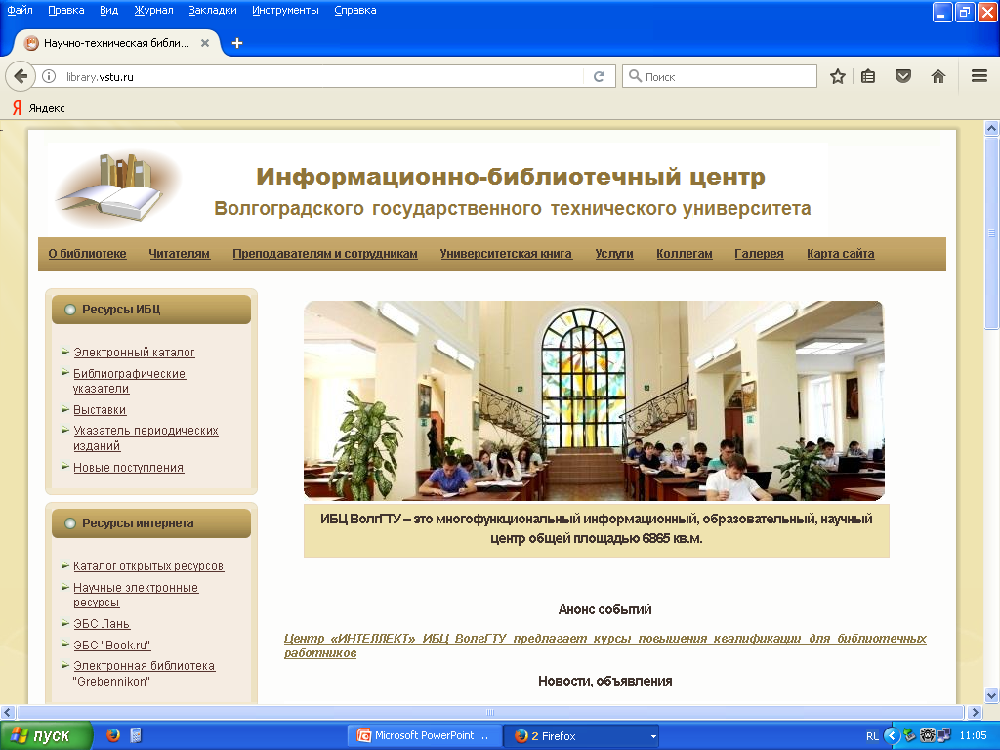 Файл Правка Вид Журнал Закладки Инструменты Справка
Научно-техническая библи...
library.vstu.ru
Поиск
Яндекс
Информационно-библиотечный центр
Волгоградского государственного технического университета
О библиотеке Читателям Преподавателям и сотрудникам Университетская книга Услуги Коллегам Галерея Карта сайта
Ресурсы ИБЦ
Электронный каталог
Библиографические
указатели
Выставки
Указатель периодических
изданий
Новые поступления
Ресурсы интернета
Каталог открытых ресурсов
Научные электронные
ресурсы
ЭБС Лань
ЭБС "Book.ru"
Электронная библиотека
"Grebennikon"
ИБЦ ВолгГТУ – это многофункциональный информационный, образовательный, научный
центр общей площадью 6865 кв.м.
Анонс событий
Центр «ИНТЕЛЛЕКТ» ИБЦ ВолгГТУ предлагает курсы повышения квалификации для библиотечных
работников
Новости, объявления
пуск
Microsoft PowerPoint ...
2 Firefox
RL
11:05